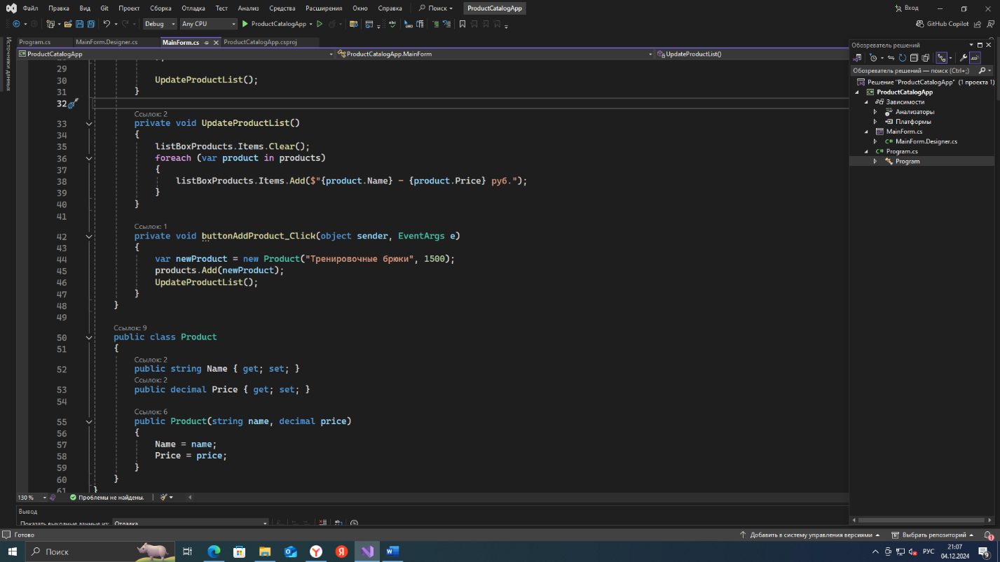 Файл Правка Вид Git Проект Сборка Отладка Тест Анализ Средства Расширения Окно Справка Поиск ProductCatalogApp Вход
Debug Any CPU ProductCatalogApp GitHub Copilot
Источники данных
Program.cs MainForm.Designer.cs MainForm.cs ProductCatalogApp.csproj
ProductCatalogApp ProductCatalogApp.MainForm UpdateProductList()
29
30 UpdateProductList();
31 }
32
Ссылок: 2
33 private void UpdateProductList()
34 {
35 listBoxProducts.Items.Clear();
36 foreach (var product in products)
37 {
38 listBoxProducts.Items.Add($"{product.Name} - {product.Price} руб.");
39 }
40 }
41
Ссылок: 1
42 private void buttonAddProduct_Click(object sender, EventArgs e)
43 {
44 var newProduct = new Product("Тренировочные брюки", 1500);
45 products.Add(newProduct);
46 UpdateProductList();
47 }
48 }
49
Ссылок: 9
50 public class Product
51 {
Ссылок: 2
52 public string Name { get; set; }
Ссылок: 2
53 public decimal Price { get; set; }
54
Ссылок: 6
55 public Product(string name, decimal price)
56 {
57 Name = name;
58 Price = price;
59 }
60 }
61 }
130 % Проблемы не найдены.
Вывод
Показать выходные данные из: Отладка
Обозреватель решений
Обозреватель решений — поиск (Ctrl+;)
Решение "ProductCatalogApp" (1 проекта 1)
ProductCatalogApp
Зависимости
Анализаторы
Платформы
MainForm.cs
C# MainForm.Designer.cs
C# Program.cs
Program
Готово Добавить в систему управления версиями Выбрать репозиторий 1
Поиск РУС 21:07
04.12.2024 9